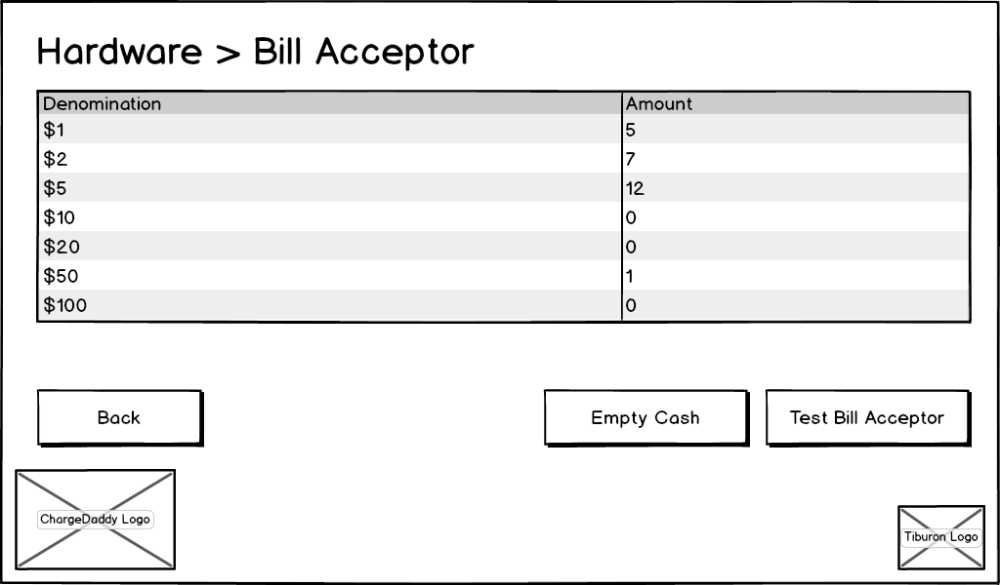 Hardware > Bill Acceptor
Denomination Amount
$1 5
$2 7
$5 12
$10 0
$20 0
$50 1
$100 0
Back Empty Cash Test Bill Acceptor
ChargeDaddy Logo
Tiburon Logo